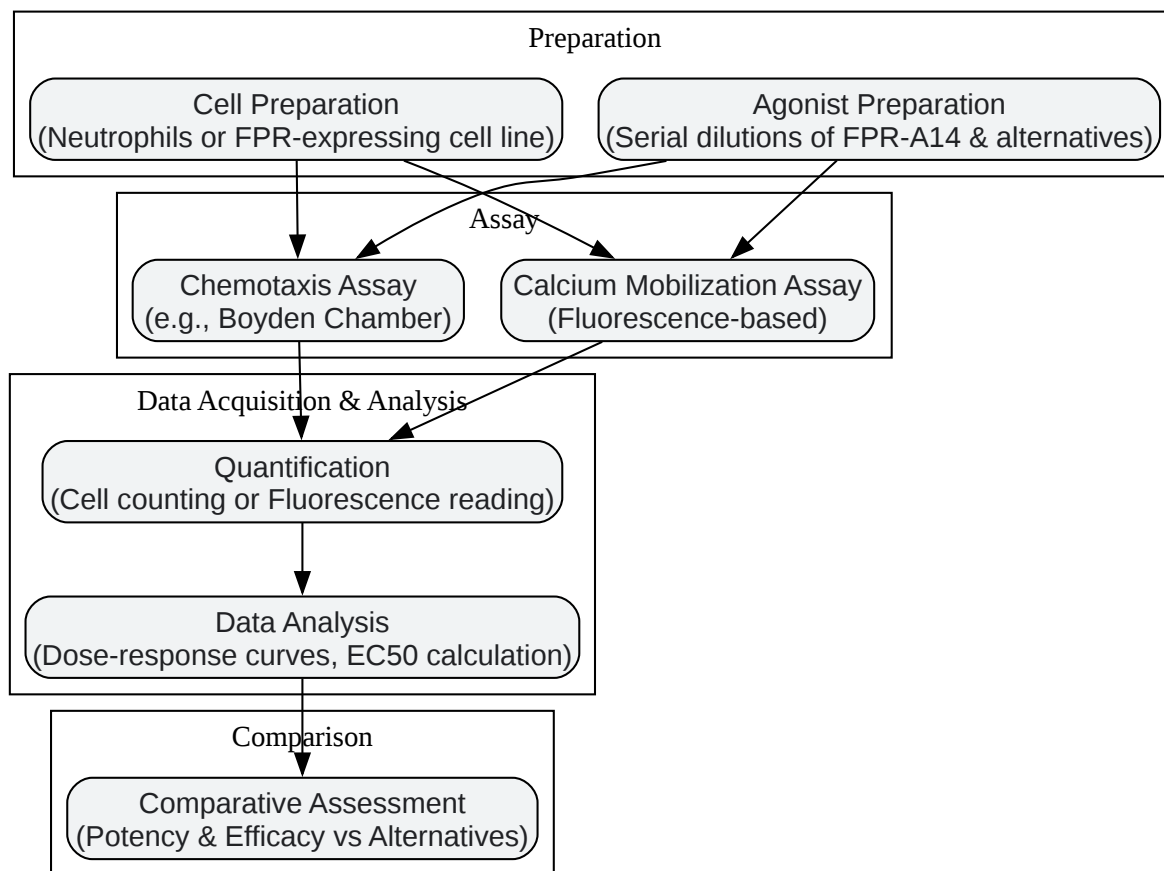 Preparation
Cell Preparation
(Neutrophils or FPR-expressing cell line)
Agonist Preparation
(Serial dilutions of FPR-A14 & alternatives)
Assay
Chemotaxis Assay
(e.g., Boyden Chamber)
Calcium Mobilization Assay
(Fluorescence-based)
Data Acquisition & Analysis
Quantification
(Cell counting or Fluorescence reading)
Data Analysis
(Dose-response curves, EC50 calculation)
Comparison
Comparative Assessment
(Potency & Efficacy vs Alternatives)